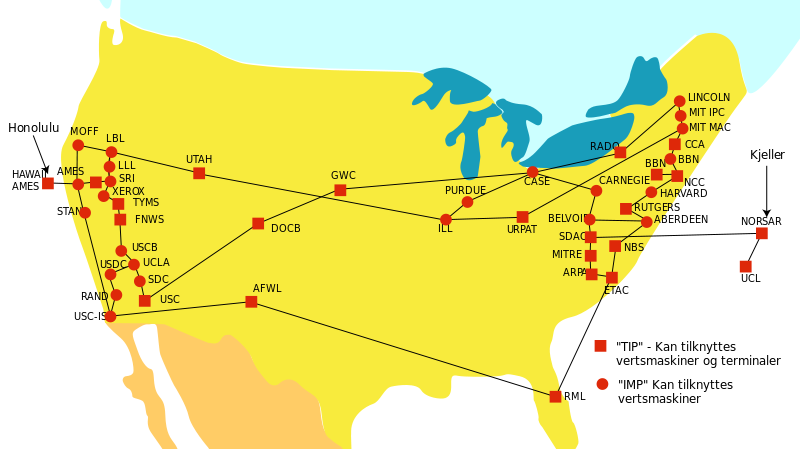 Honolulu
MOFF
LBL
LLL
HAWAI
AMES
AMES
SRI
XEROX
TYMS
STAN
FNWS
USCB
USDC
UCLA
SDC
RAND
USC
USC-ISI
UTAH
GWC
DOCB
AFWL
PURDUE
ILL
URPAT
CASE
RADO
LINCOLN
MIT IPC
MIT MAC
CCA
BBN
BBN
NCC
HARVARD
CARNEGIE
RUTGERS
BELVOIR
ABERDEEN
SDAC
NBS
MITRE
ARPA
ETAC
RML
Kjeller
NORSAR
UCL
"TIP" - Kan tilknyttes
vertsmaskiner og terminaler
"IMP" Kan tilknyttes
vertsmaskiner